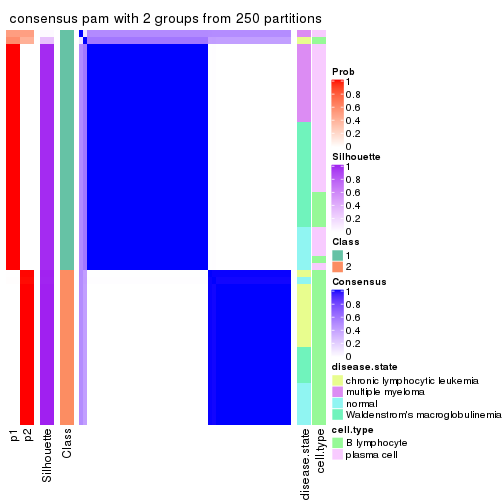 consensus pam with 2 groups from 250 partitions
Prob
1
0.8
0.6
0.4
0.2
0
Silhouette
1
0.8
0.6
0.4
0.2
0
Class
1
2
Consensus
1
0.8
0.6
0.4
0.2
0
disease.state
chronic lymphocytic leukemia
multiple myeloma
normal
Waldenstrom's macroglobulinemia
cell.type
B lymphocyte
plasma cell
p1
p2
Silhouette
Class
disease.state
cell.type